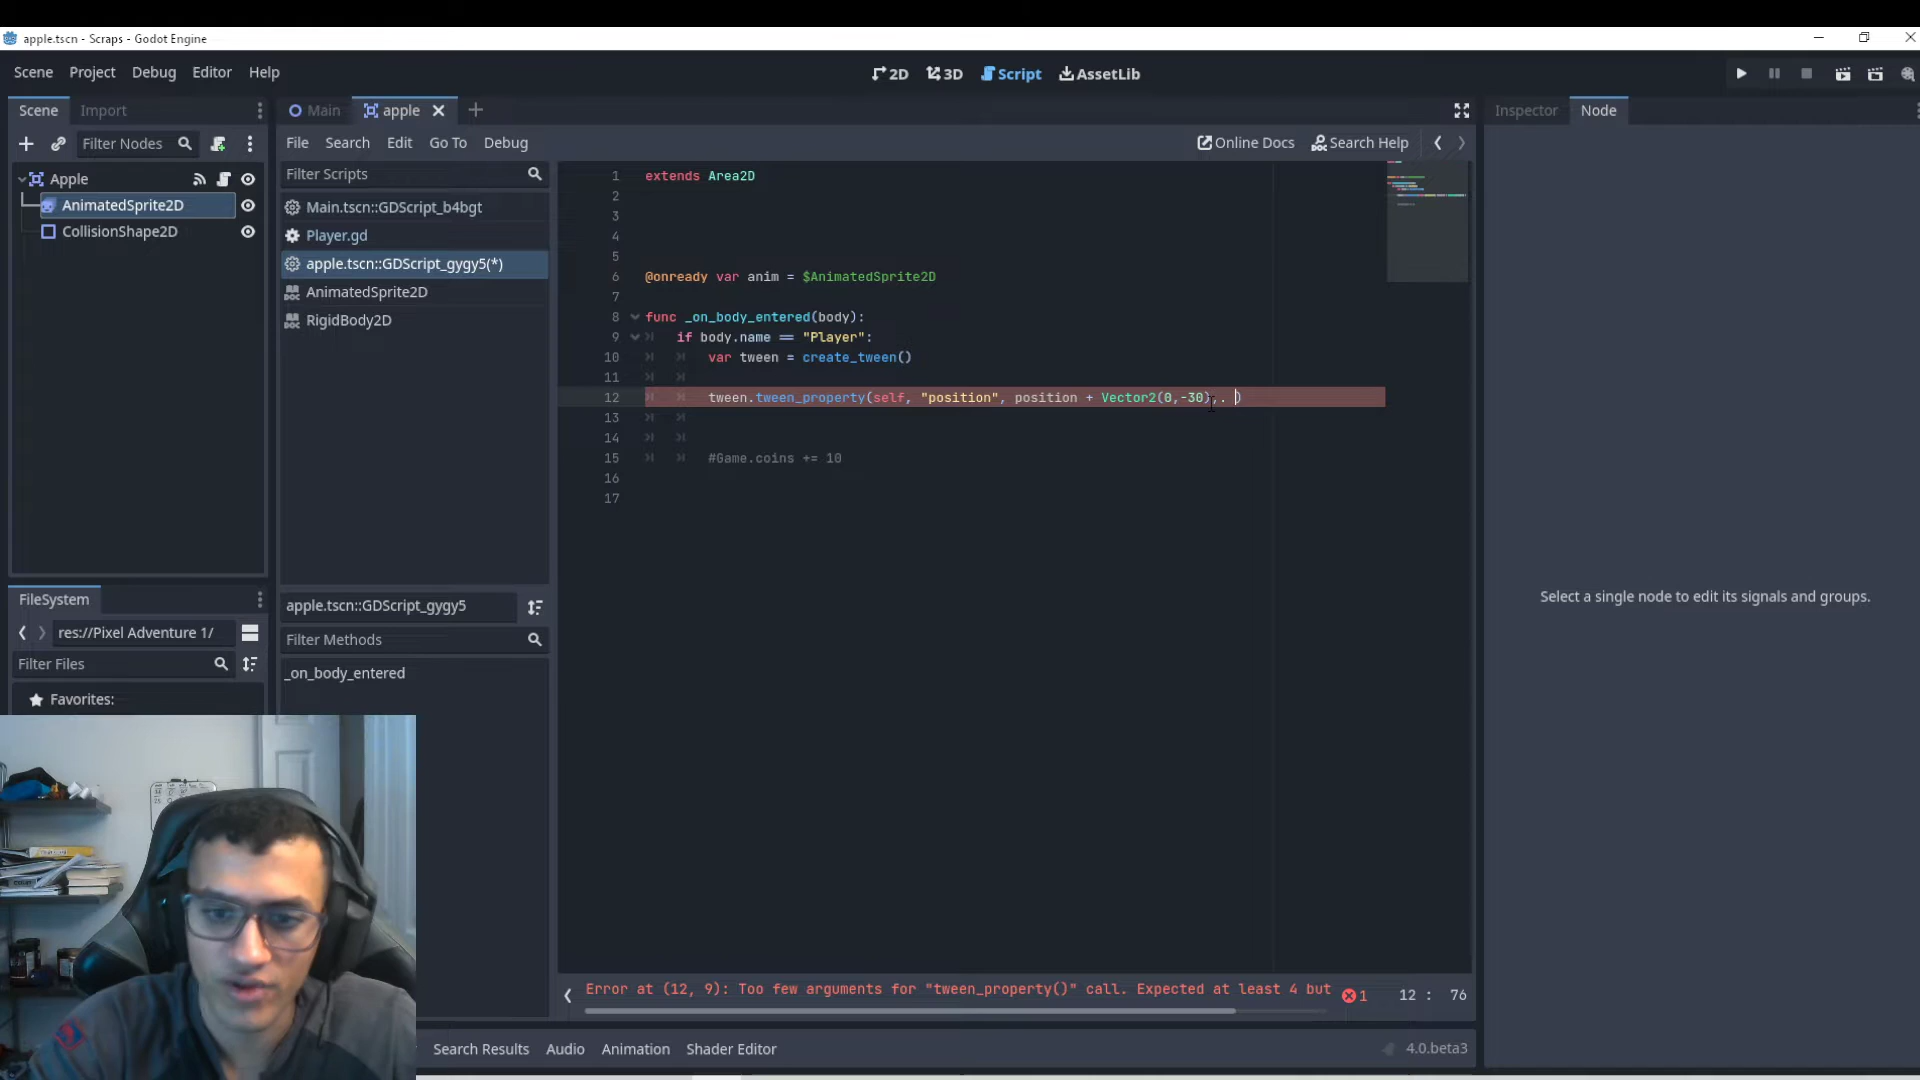 apple.tscn - Scraps - Godot Engine
Scene Project Debug Editor Help
2D 3D Script AssetLib
Scene Import
Main apple
Inspector Node
Filter Nodes
File Search Edit Go To Debug
Online Docs Search Help
Filter Scripts
Apple
AnimatedSprite2D
CollisionShape2D
Main.tscn::GDScript_b4bgt
Player.gd
apple.tscn::GDScript_gygy5(*)
AnimatedSprite2D
RigidBody2D
1 extends Area2D
2
3
4
5
6 @onready var anim = $AnimatedSprite2D
7
8 func _on_body_entered(body):
9 if body.name == "Player":
10 var tween = create_tween()
11
12 tween.tween_property(self, "position", position + Vector2(0,-30),. )
13
14
15 #Game.coins += 10
16
17
Select a single node to edit its signals and groups.
FileSystem
res://Pixel Adventure 1/
Filter Files
Favorites:
apple.tscn::GDScript_gygy5
Filter Methods
_on_body_entered
Error at (12, 9): Too few arguments for "tween_property()" call. Expected at least 4 but
1 12 : 76
Search Results Audio Animation Shader Editor
4.0.beta3